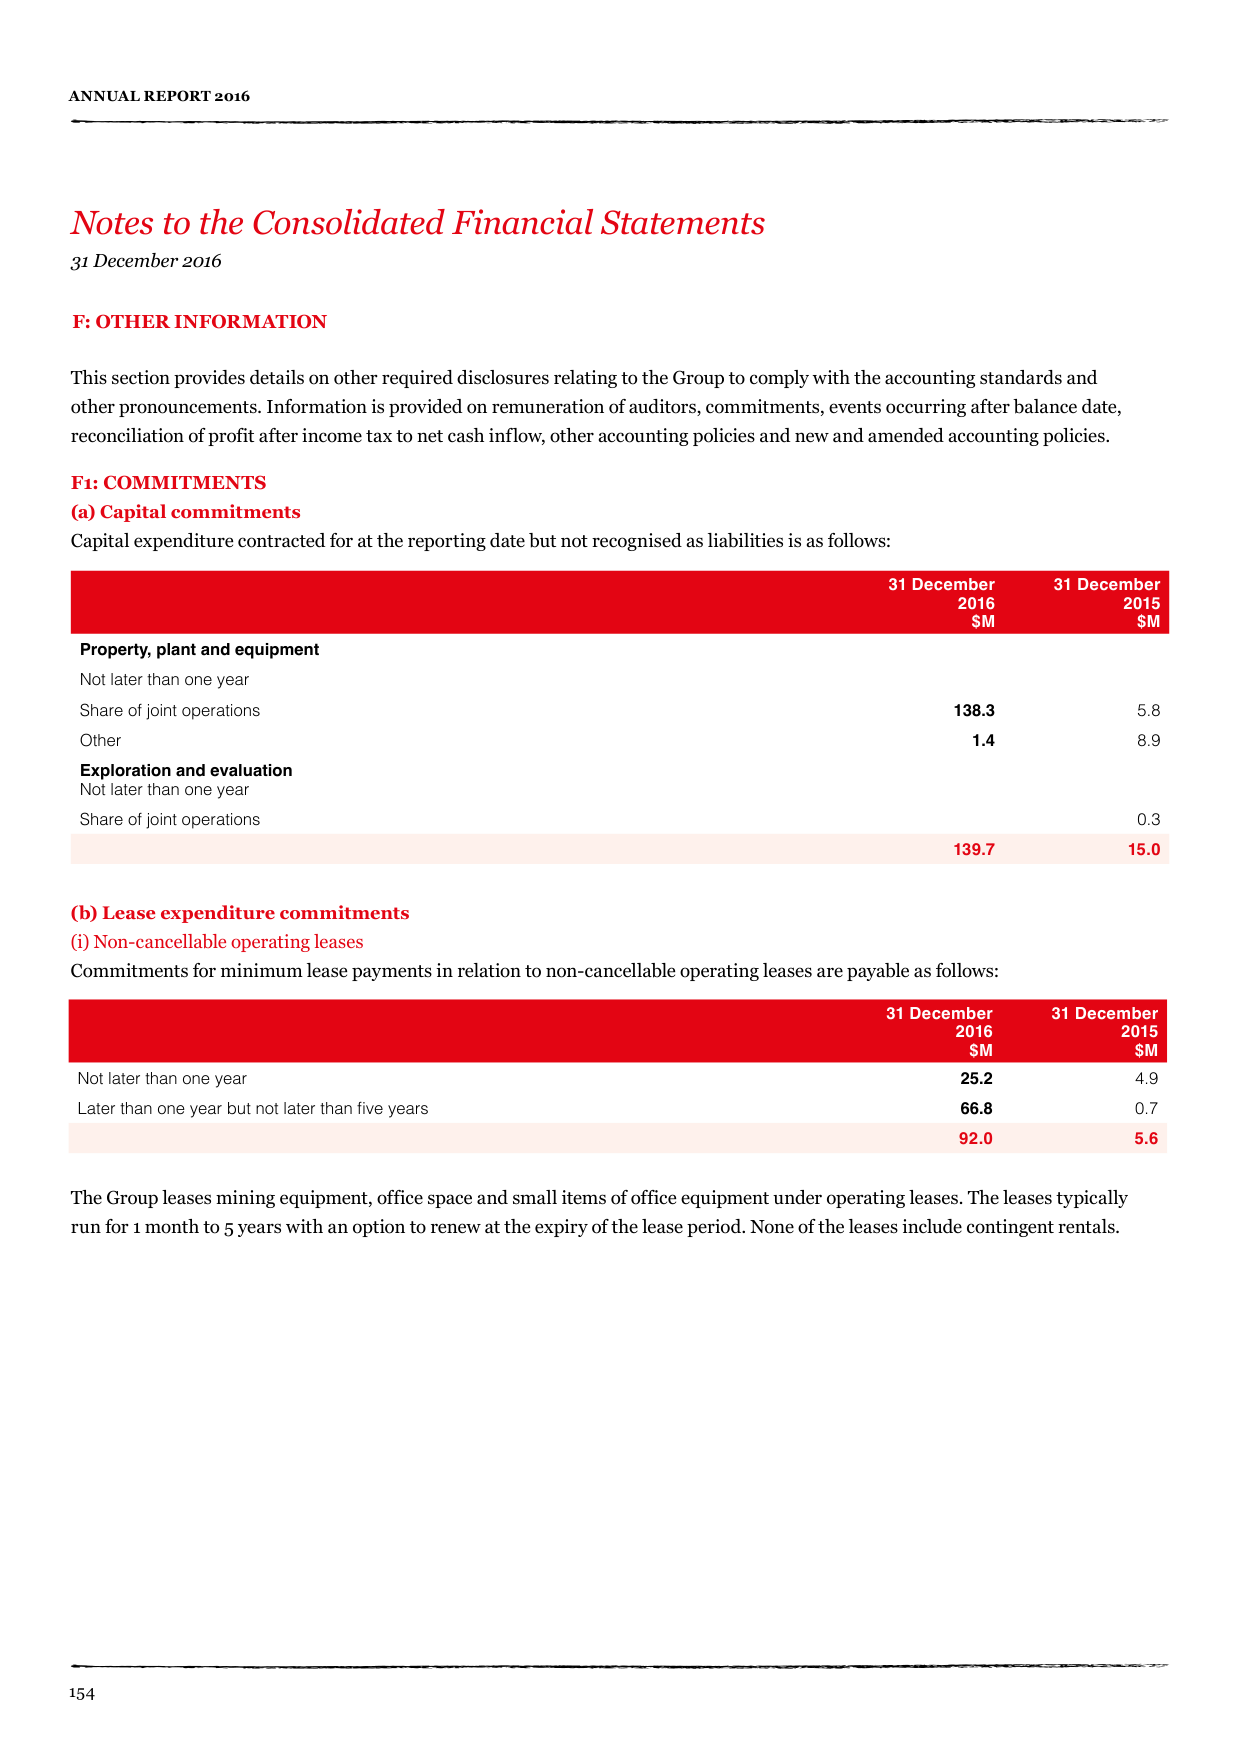 ANNUAL REPORT 2016
Notes to the Consolidated Financial Statements
31 December 2016
F: OTHER INFORMATION
This section provides details on other required disclosures relating to the Group to comply with the accounting standards and
other pronouncements. Information is provided on remuneration of auditors, commitments, events occurring after balance date,
reconciliation of profit after income tax to net cash inflow, other accounting policies and new and amended accounting policies.
F1: COMMITMENTS
(a) Capital commitments
Capital expenditure contracted for at the reporting date but not recognised as liabilities is as follows:
31 December 31 December
2016 2015
$M $M
Property, plant and equipment
Not later than one year
Share of joint operations 138.3 5.8
Other 1.4 8.9
Exploration and evaluation
Not later than one year
Share of joint operations 0.3
139.7 15.0
(b) Lease expenditure commitments
(i) Non-cancellable operating leases
Commitments for minimum lease payments in relation to non-cancellable operating leases are payable as follows:
31 December 31 December
2016 2015
$M $M
Not later than one year 25.2 4.9
Later than one year but not later than five years 66.8 0.7
92.0 5.6
The Group leases mining equipment, office space and small items of office equipment under operating leases. The leases typically
run for 1 month to 5 years with an option to renew at the expiry of the lease period. None of the leases include contingent rentals.
154